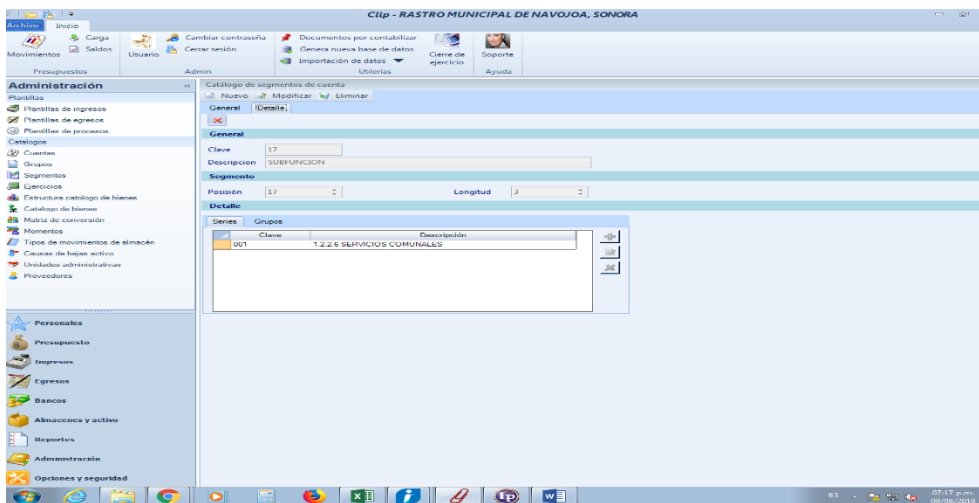 Clip - RASTRO MUNICIPAL DE NAVOJOA, SONORA
Archivo Inicio
Movimientos
Carga
Saldos
Presupuestos
Usuario
Cambiar contraseña
Cerrar sesión
Admin
Documentos por contabilizar
Genera nueva base de datos
Importación de datos
Utilerias
Cierre de ejercicio
Soporte
Ayuda
Administración
Plantillas
Plantillas de ingresos
Plantillas de egresos
Plantillas de procesos
Catalogos
Cuentas
Grupos
Segmentos
Ejercicios
Estructura catalogo de bienes
Catalogo de bienes
Matriz de conversión
Momentos
Tipos de movimientos de almacén
Causas de bajas activo
Unidades administrativas
Proveedores
Personales
Presupuesto
Ingresos
Egresos
Bancos
Almacenes y activo
Reportes
Administración
Opciones y seguridad
Catálogo de segmentos de cuenta
Nuevo Modificar Eliminar
General Detalle
General
Clave 17
Descripcion SUBFUNCION
Segmento
Posisión 17 Longitud 3
Detalle
Series Grupos
Clave Descripción
001 1.2.2.6 SERVICIOS COMUNALES
ES
07:17 p.m.